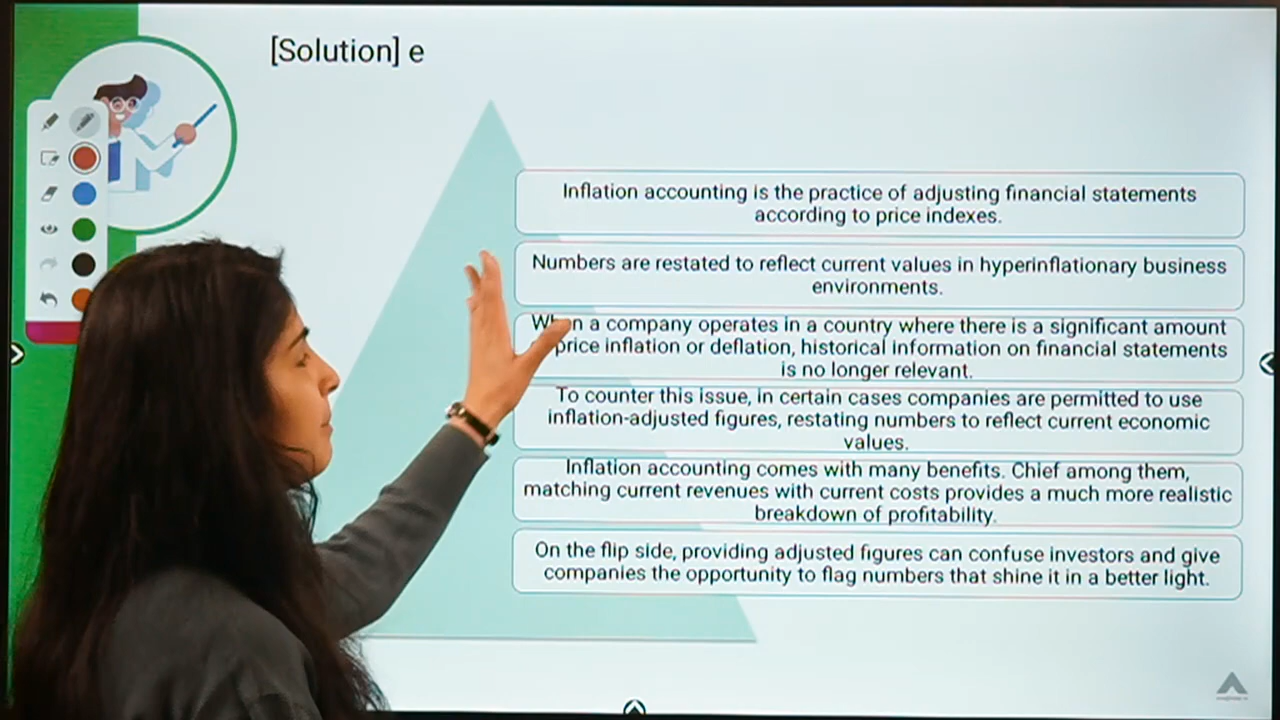 [Solution] e
Inflation accounting is the practice of adjusting financial statements
according to price indexes.
Numbers are restated to reflect current values in hyperinflationary business
environments.
a company operates in a country where there is a significant amount
price inflation or deflation, historical information on financial statements
is no longer relevant.
To counter this issue, in certain cases companies are permitted to use
inflation-adjusted figures, restating numbers to reflect current economic
values.
Inflation accounting comes with many benefits. Chief among them,
matching current revenues with current costs provides a much more realistic
breakdown of profitability.
On the flip side, providing adjusted figures can confuse investors and give
companies the opportunity to flag numbers that shine it in a better light.